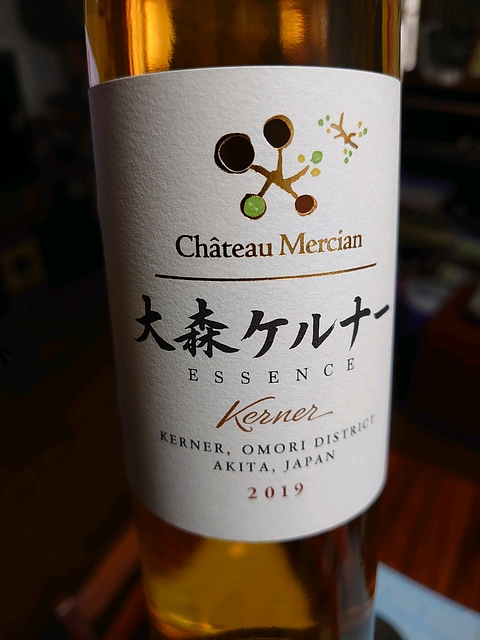 Château Mercian
大森ケルナー
ESSENCE
Kerner
KERNER, OMORI DISTRICT
AKITA, JAPAN
2019